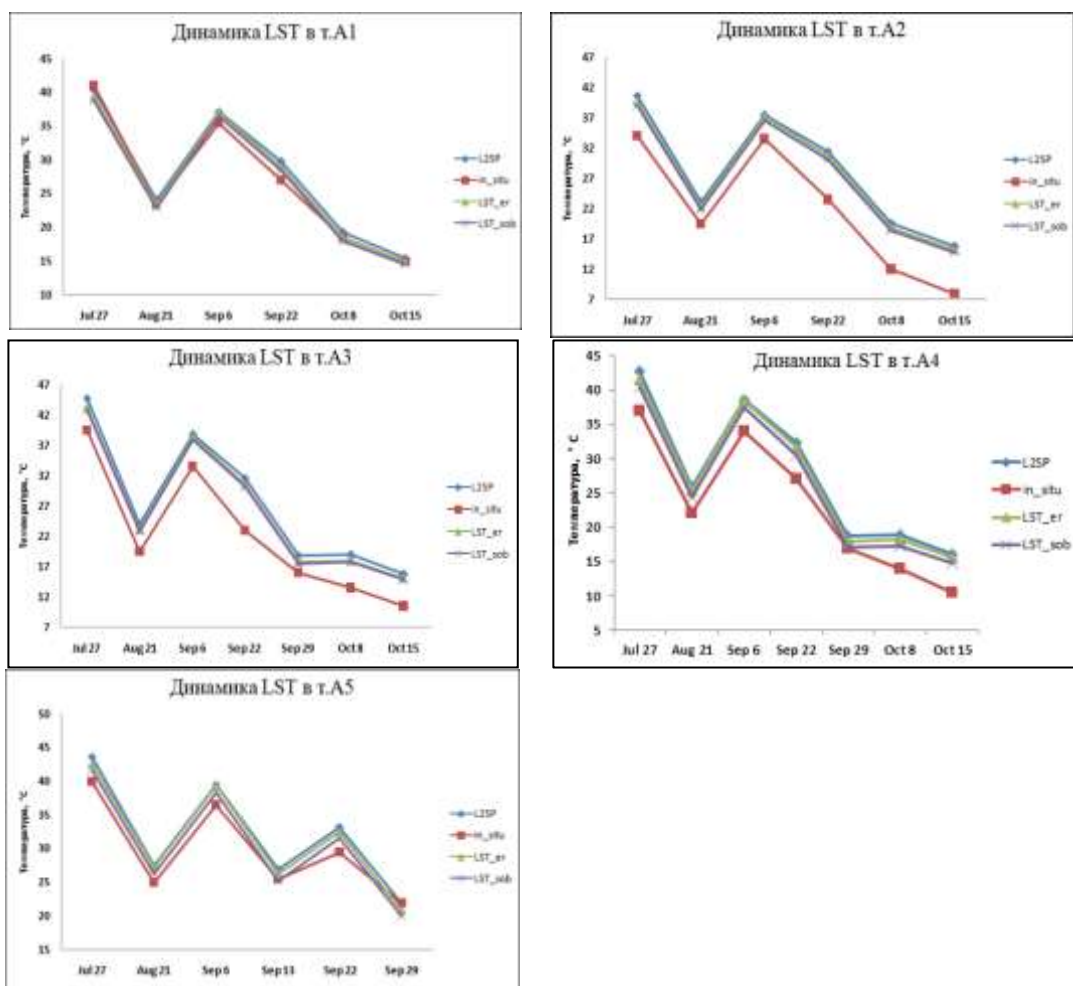 Динамика LST в т.А1
Температура, °С
45
40
35
30
25
20
15
10
Jul 27 Aug 21 Sep 6 Sep 22 Oct 8 Oct 15
L2SP
in_situ
LST_er
LST_sob
Динамика LST в т.А2
Температура, °С
47
42
37
32
27
22
17
12
7
Jul 27 Aug 21 Sep 6 Sep 22 Oct 8 Oct 15
L2SP
in_situ
LST_er
LST_sob
Динамика LST в т.А3
Температура, °С
47
42
37
32
27
22
17
12
7
Jul 27 Aug 21 Sep 6 Sep 22 Sep 29 Oct 8 Oct 15
L2SP
in_situ
LST_er
LST_sob
Динамика LST в т.А4
Температура, ° С
45
40
35
30
25
20
15
10
5
Jul 27 Aug 21 Sep 6 Sep 22 Sep 29 Oct 8 Oct 15
L2SP
in_situ
LST_er
LST_sob
Динамика LST в т.А5
Температура, °С
50
45
40
35
30
25
20
15
Jul 27 Aug 21 Sep 6 Sep 13 Sep 22 Sep 29
L2SP
in_situ
LST_er
LST_sob